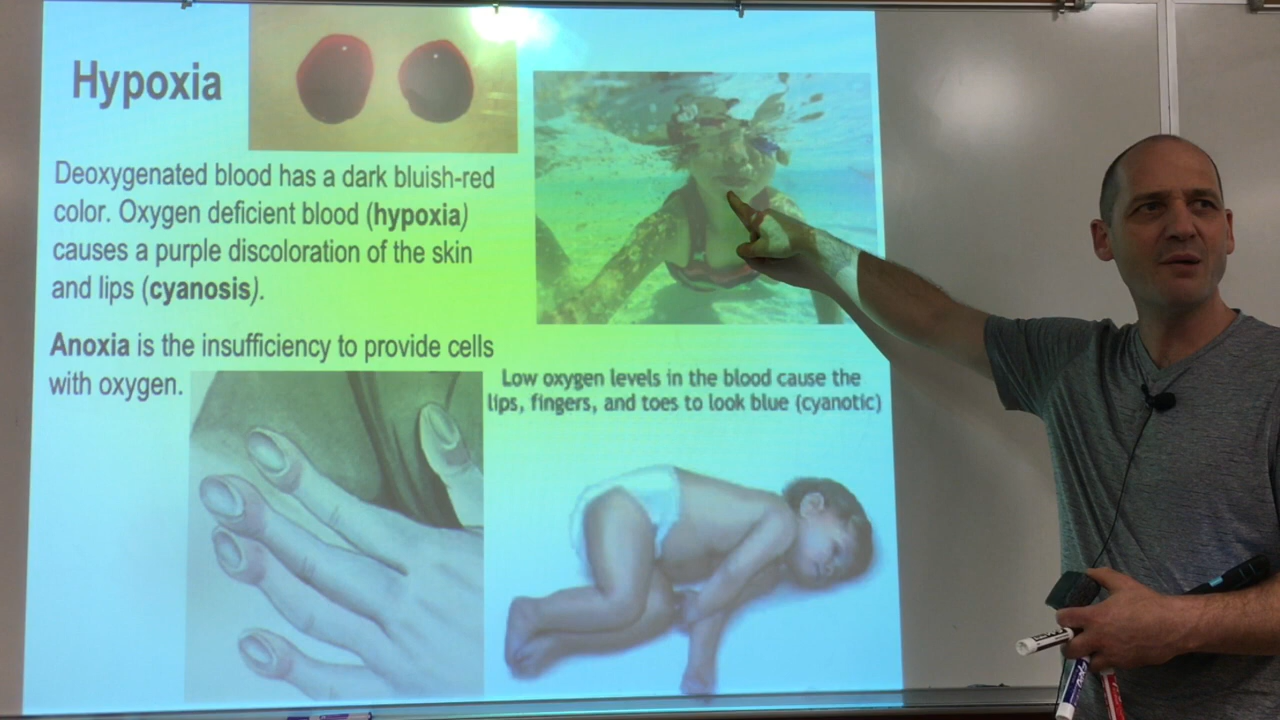 Hypoxia
Deoxygenated blood has a dark bluish-red
color. Oxygen deficient blood (hypoxia)
causes a purple discoloration of the skin
and lips (cyanosis).
Anoxia is the insufficiency to provide cells
with oxygen.
Low oxygen levels in the blood cause the
lips, fingers, and toes to look blue (cyanotic)